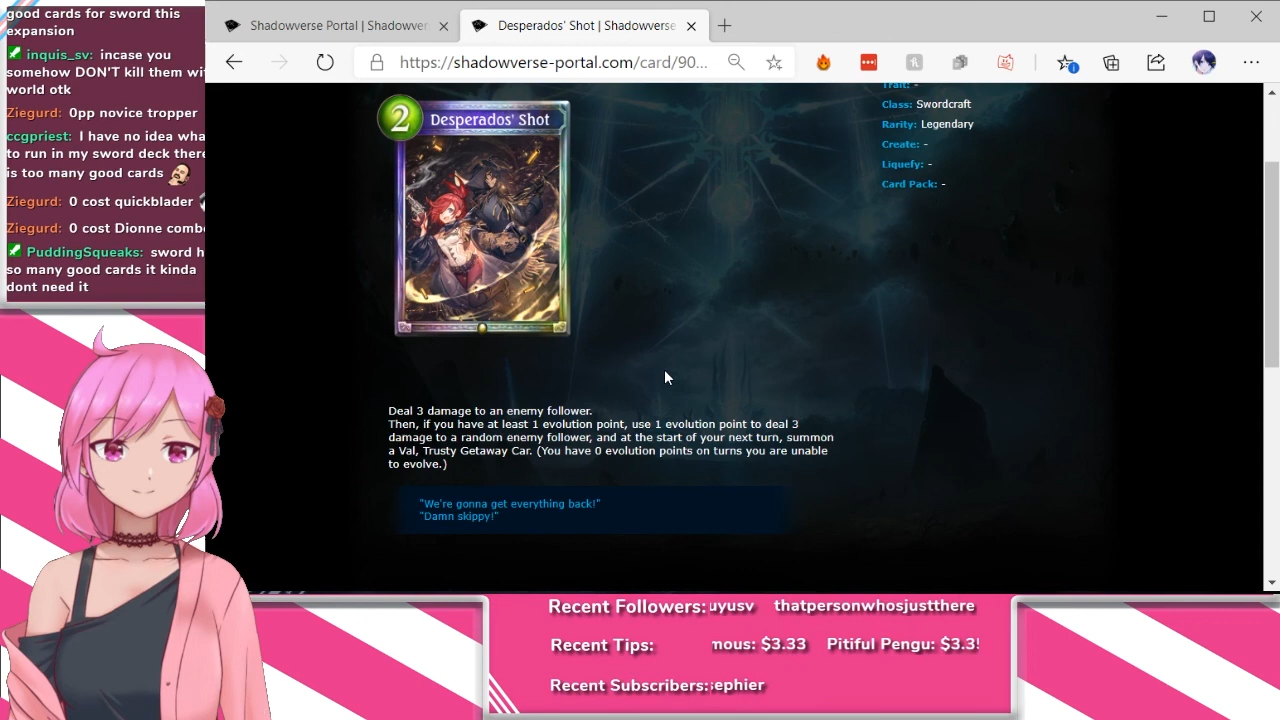 good cards for sword this
expansion
inquis_sv: incase you
somehow DON'T kill them wi
world otk
Ziegurd: 0pp novice tropper
ccgpriest: I have no idea wha
to run in my sword deck there
is too many good cards
Ziegurd: 0 cost quickblader
Ziegurd: 0 cost Dionne comb
PuddingSqueaks: sword h
so many good cards it kinda
dont need it
Shadowverse Portal | Shadowver
Desperados' Shot | Shadowverse
https://shadowverse-portal.com/card/90...
2
Desperados' Shot
Trait: -
Class: Swordcraft
Rarity: Legendary
Create: -
Liquefy: -
Card Pack: -
Deal 3 damage to an enemy follower.
Then, if you have at least 1 evolution point, use 1 evolution point to deal 3
damage to a random enemy follower, and at the start of your next turn, summon
a Val, Trusty Getaway Car. (You have 0 evolution points on turns you are unable
to evolve.)
"We're gonna get everything back!"
"Damn skippy!"
Recent Followers: uyusv thatpersonwhosjustthere
Recent Tips: mous: $3.33 Pitiful Pengu: $3.3
Recent Subscribers: ephier